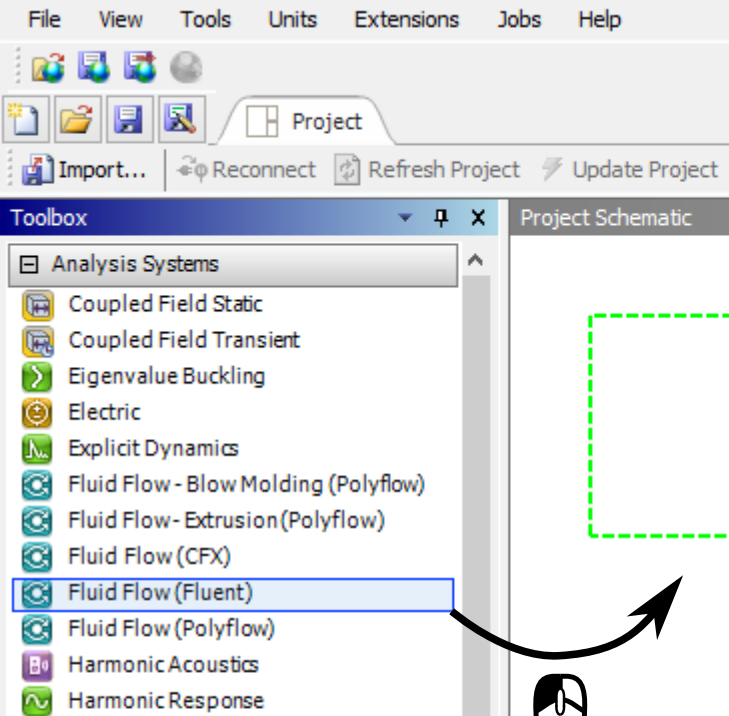 File View Tools Units Extensions Jobs Help
Project
Import... Reconnect Refresh Project Update Project
Toolbox
Project Schematic
Analysis Systems
Coupled Field Static
Coupled Field Transient
Eigenvalue Buckling
Electric
Explicit Dynamics
Fluid Flow - Blow Molding (Polyflow)
Fluid Flow - Extrusion (Polyflow)
Fluid Flow (CFX)
Fluid Flow (Fluent)
Fluid Flow (Polyflow)
Harmonic Acoustics
Harmonic Response